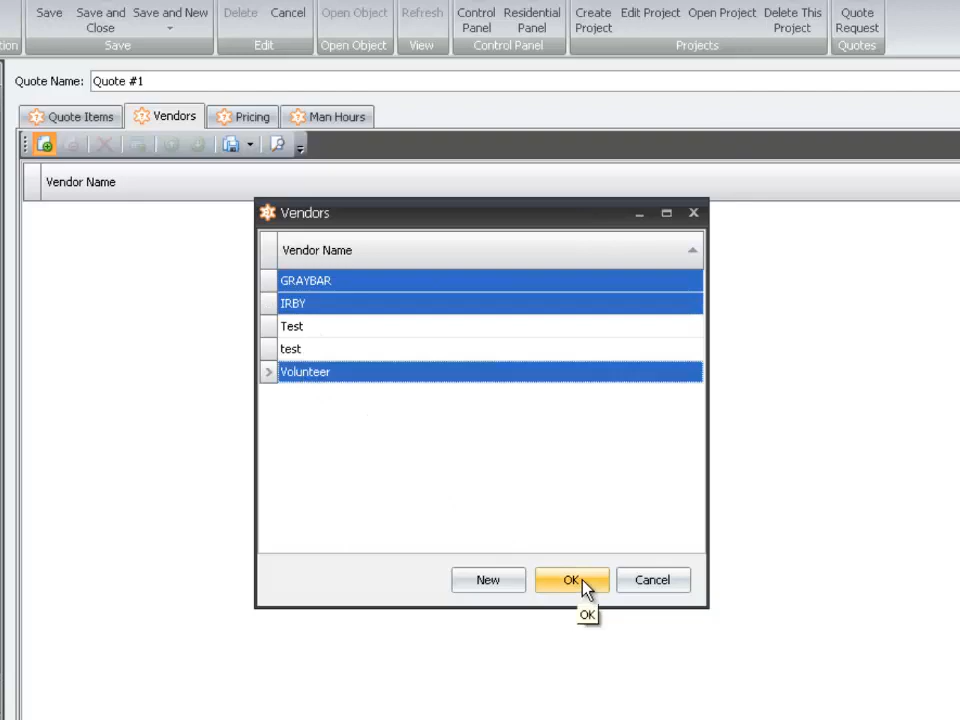 Save Save and Close Save and New Delete Cancel Open Object Refresh Control Panel Residential Panel Create Project Edit Project Open Project Delete This Project Quote Request
Save Edit Open Object View Control Panel Projects Quotes
Quote Name: Quote #1
Quote Items Vendors Pricing Man Hours
Vendor Name
Vendors
Vendor Name
GRAYBAR
IRBY
Test
test
Volunteer
New OK Cancel
OK